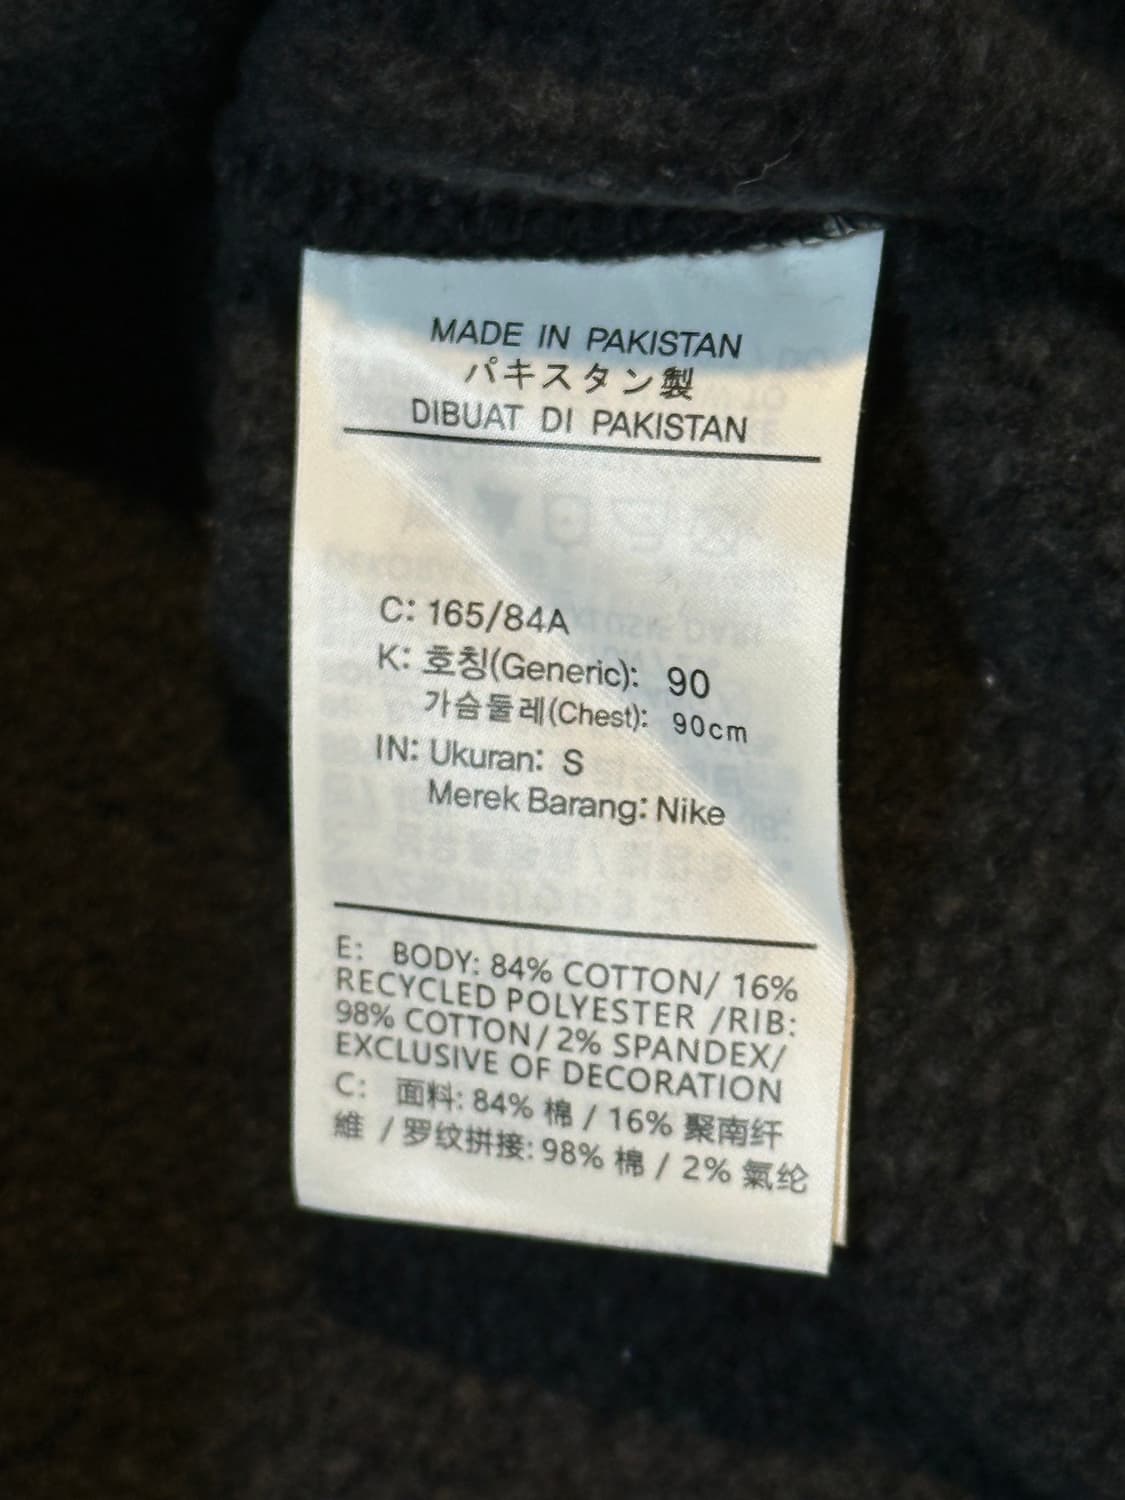 MADE IN PAKISTAN
パキスタン製
DIBUAT DI PAKISTAN
C: 165/84A
K: 호칭(Generic): 90
가슴둘레(Chest): 90cm
IN: Ukuran: S
Merek Barang: Nike
E: BODY: 84% COTTON/ 16%
RECYCLED POLYESTER /RIB:
98% COTTON/ 2% SPANDEX/
EXCLUSIVE OF DECORATION
C: 面料: 84% 棉 / 16% 聚南纤
維 / 罗纹拼接: 98% 棉 / 2% 氣纶